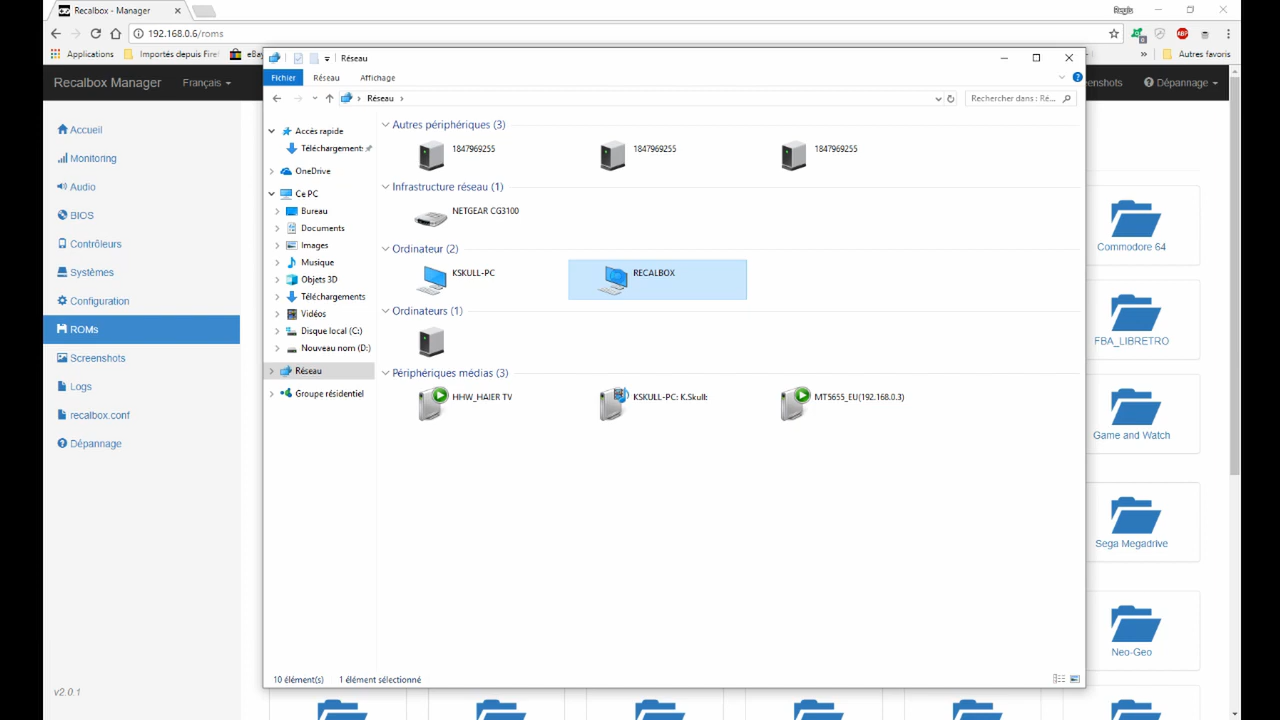 Recalbox - Manager
Regis
192.168.0.6/roms
Applications
Importés depuis Firef
eBay
»
Autres favoris
Recalbox Manager
Français
enshots
Dépannage
Accueil
Monitoring
Audio
BIOS
Contrôleurs
Systèmes
Configuration
ROMs
Screenshots
Logs
recalbox.conf
Dépannage
v2.0.1
Réseau
Fichier
Réseau
Affichage
Réseau
Rechercher dans : Ré...
Accès rapide
Téléchargement
OneDrive
Ce PC
Bureau
Documents
Images
Musique
Objets 3D
Téléchargements
Vidéos
Disque local (C:)
Nouveau nom (D:)
Réseau
Groupe résidentiel
Autres périphériques (3)
1847969255
1847969255
1847969255
Infrastructure réseau (1)
NETGEAR CG3100
Ordinateur (2)
KSKULL-PC
RECALBOX
Ordinateurs (1)
Périphériques médias (3)
HHW_HAIER TV
KSKULL-PC: K.Skull:
MT5655_EU(192.168.0.3)
10 élément(s)
1 élément sélectionné
Commodore 64
FBA_LIBRETRO
Game and Watch
Sega Megadrive
Neo-Geo